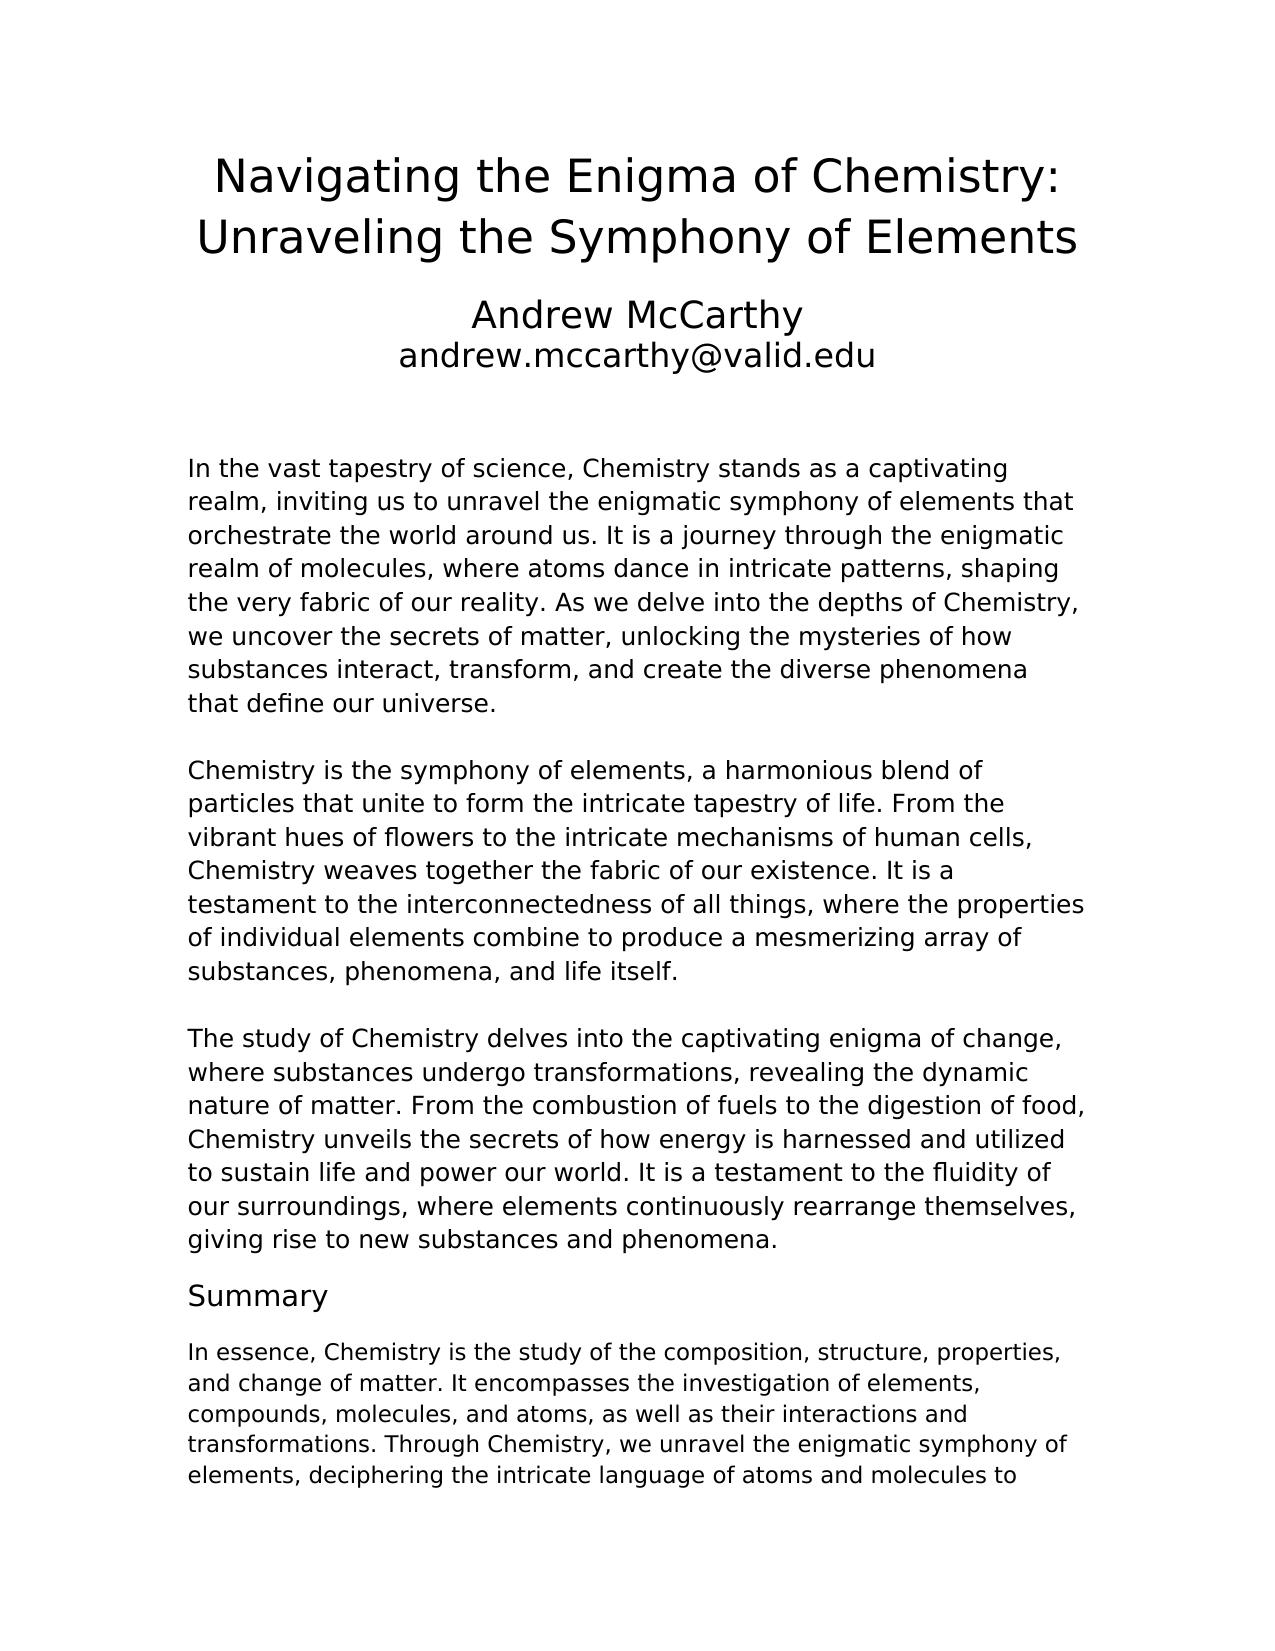 Navigating the Enigma of Chemistry:
Unraveling the Symphony of Elements
Andrew McCarthy
andrew.mccarthy@valid.edu
In the vast tapestry of science, Chemistry stands as a captivating
realm, inviting us to unravel the enigmatic symphony of elements that
orchestrate the world around us. It is a journey through the enigmatic
realm of molecules, where atoms dance in intricate patterns, shaping
the very fabric of our reality. As we delve into the depths of Chemistry,
we uncover the secrets of matter, unlocking the mysteries of how
substances interact, transform, and create the diverse phenomena
that define our universe.
Chemistry is the symphony of elements, a harmonious blend of
particles that unite to form the intricate tapestry of life. From the
vibrant hues of flowers to the intricate mechanisms of human cells,
Chemistry weaves together the fabric of our existence. It is a
testament to the interconnectedness of all things, where the properties
of individual elements combine to produce a mesmerizing array of
substances, phenomena, and life itself.
The study of Chemistry delves into the captivating enigma of change,
where substances undergo transformations, revealing the dynamic
nature of matter. From the combustion of fuels to the digestion of food,
Chemistry unveils the secrets of how energy is harnessed and utilized
to sustain life and power our world. It is a testament to the fluidity of
our surroundings, where elements continuously rearrange themselves,
giving rise to new substances and phenomena.
Summary
In essence, Chemistry is the study of the composition, structure, properties,
and change of matter. It encompasses the investigation of elements,
compounds, molecules, and atoms, as well as their interactions and
transformations. Through Chemistry, we unravel the enigmatic symphony of
elements, deciphering the intricate language of atoms and molecules to